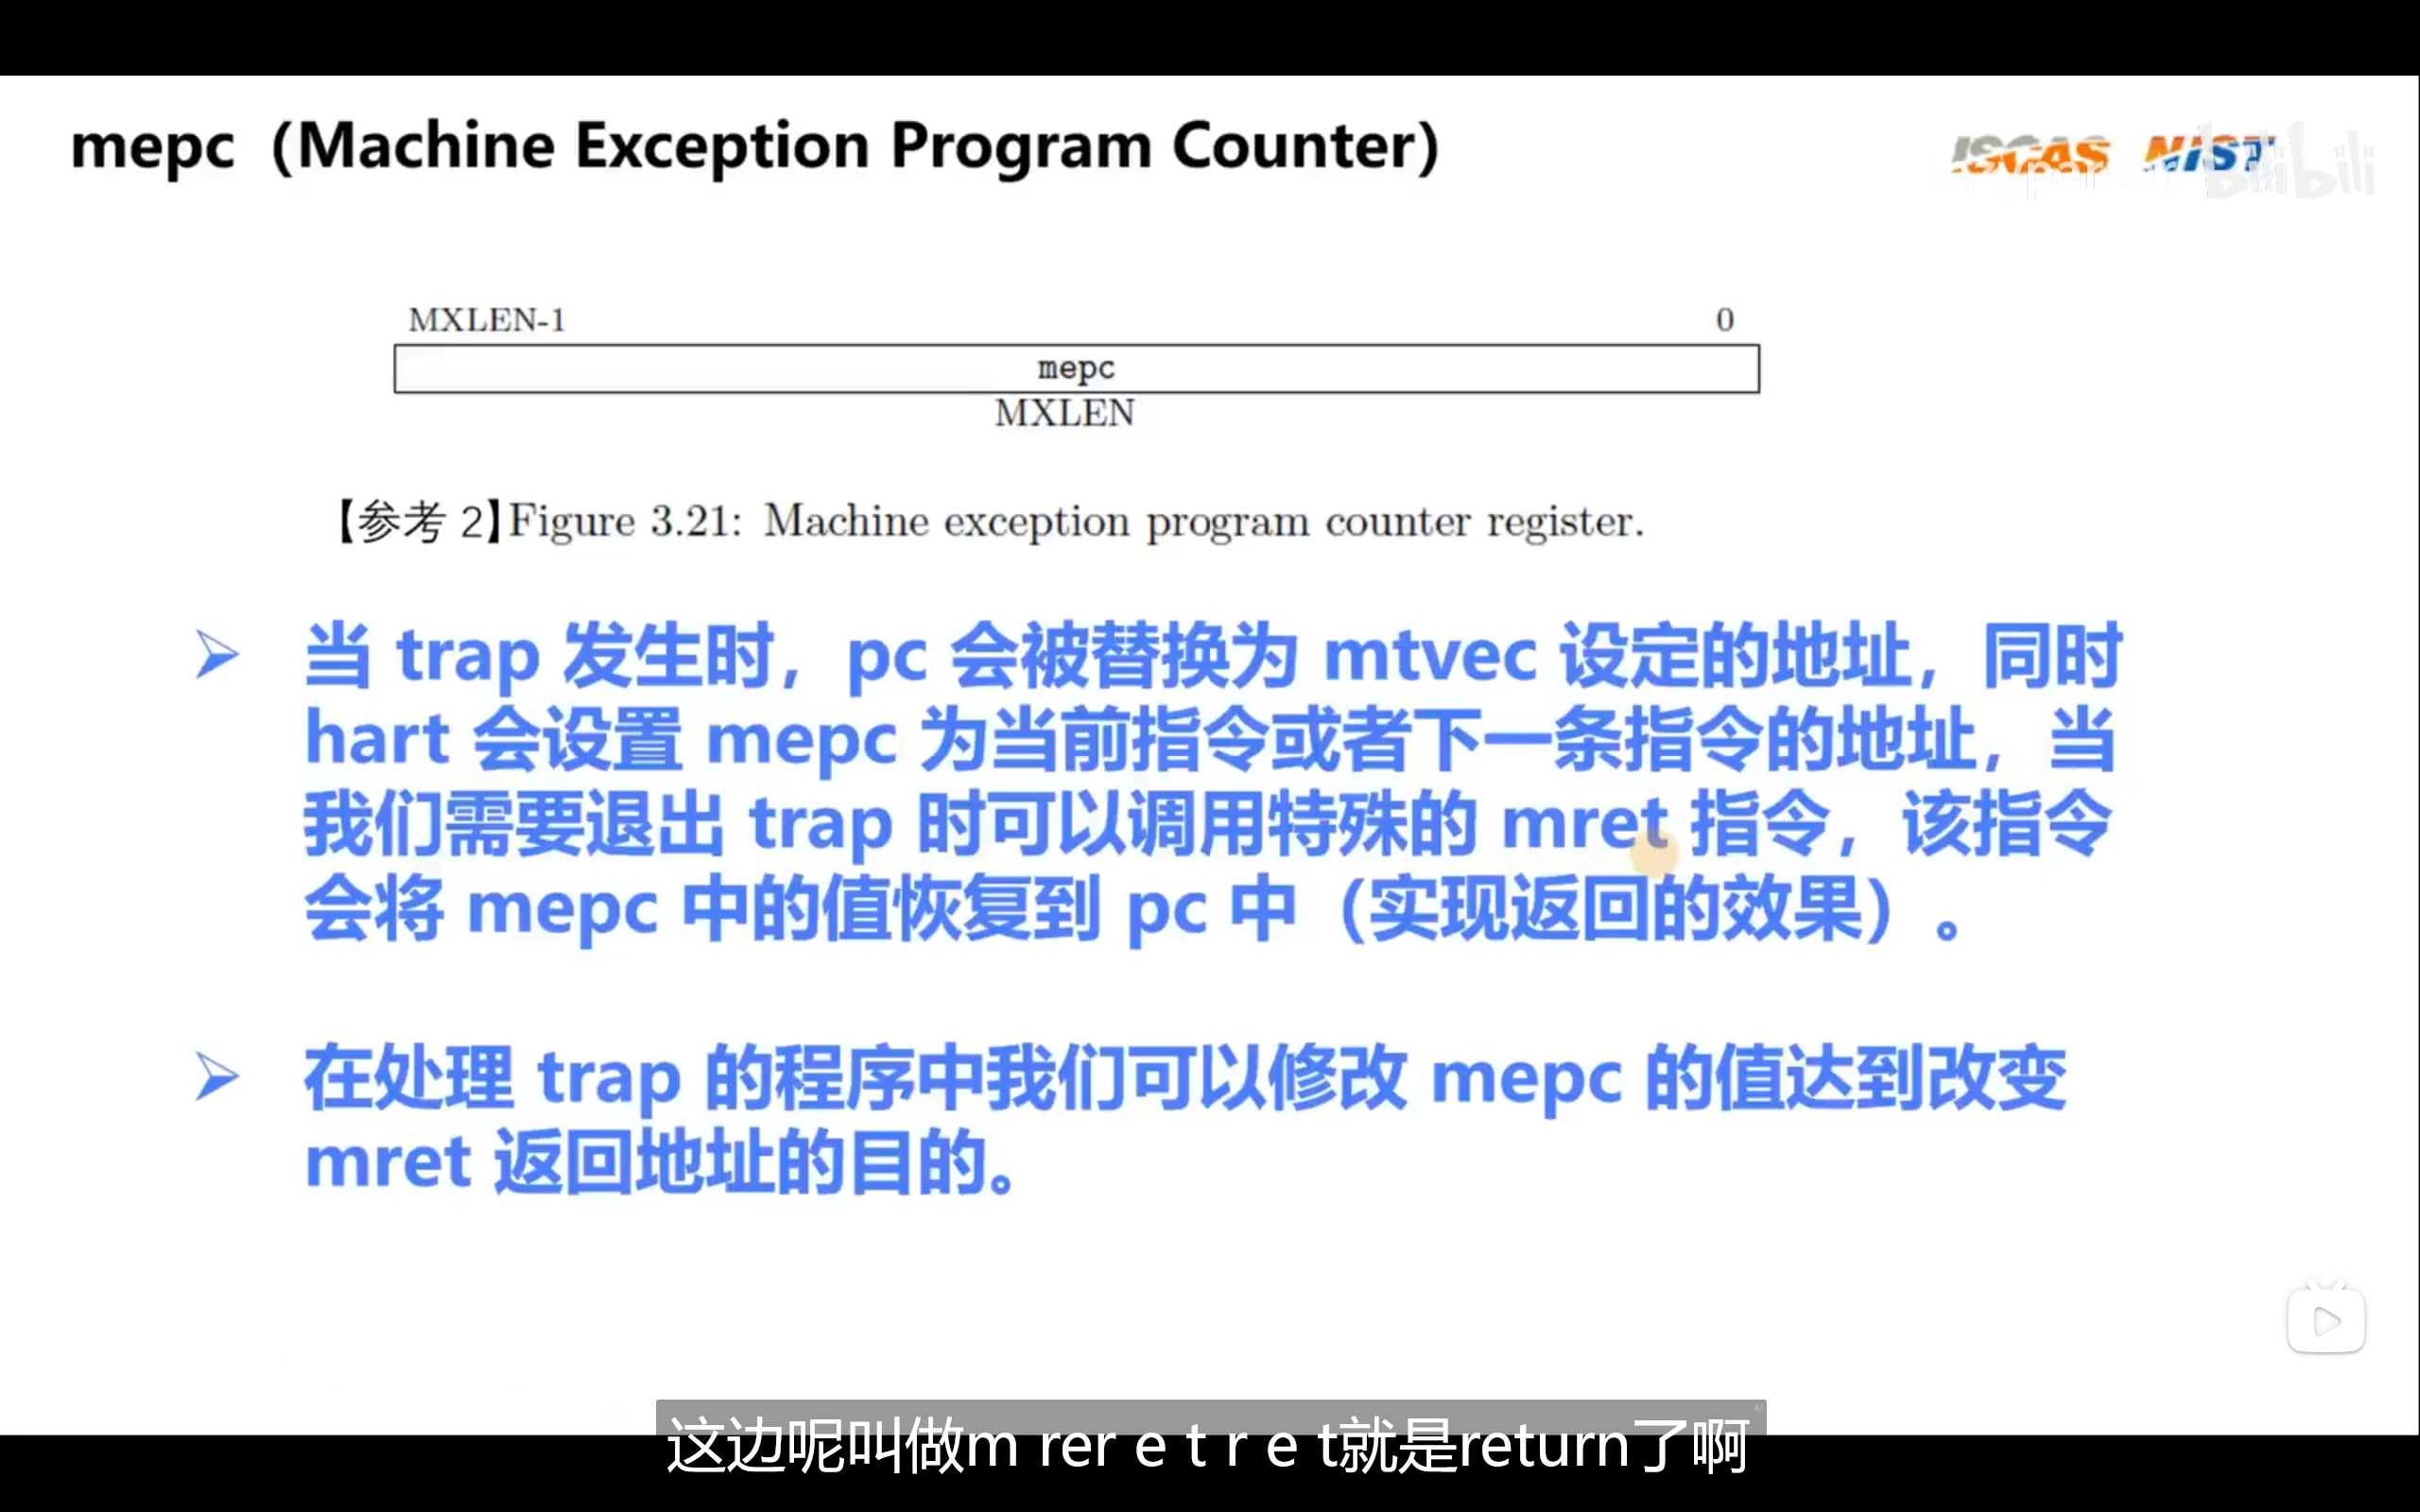 mepc（Machine Exception Program Counter）
ISCAS NIST
bilibili
MXLEN-1 0
mepc
MXLEN
【参考 2】Figure 3.21: Machine exception program counter register.
当 trap 发生时，pc 会被替换为 mtvec 设定的地址，同时
hart 会设置 mepc 为当前指令或者下一条指令的地址，当
我们需要退出 trap 时可以调用特殊的 mret 指令，该指令
会将 mepc 中的值恢复到 pc 中（实现返回的效果）。
在处理 trap 的程序中我们可以修改 mepc 的值达到改变
mret 返回地址的目的。
AI
这边呢叫做m rer e t r e t就是return了啊